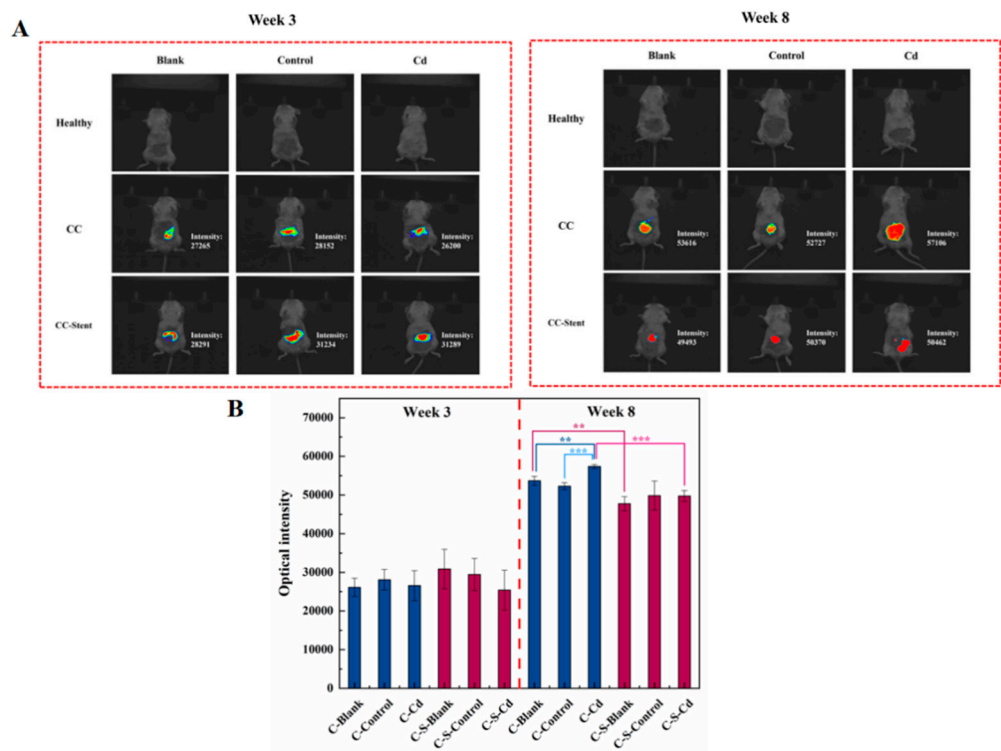 A
Week 3
Week 8
Blank Control Cd
Healthy
CC
Intensity: 27265
Intensity: 28152
Intensity: 26200
CC-Stent
Intensity: 28291
Intensity: 31234
Intensity: 31289
Blank Control Cd
Healthy
CC
Intensity: 53616
Intensity: 52727
Intensity: 57106
CC-Stent
Intensity: 49493
Intensity: 50370
Intensity: 50462
B
Week 3
Week 8
**
**
***
***
Optical intensity
70000
60000
50000
40000
30000
20000
10000
0
C-Blank
C-Control
C-Cd
C-S-Blank
C-S-Control
C-S-Cd
C-Blank
C-Control
C-Cd
C-S-Blank
C-S-Control
C-S-Cd